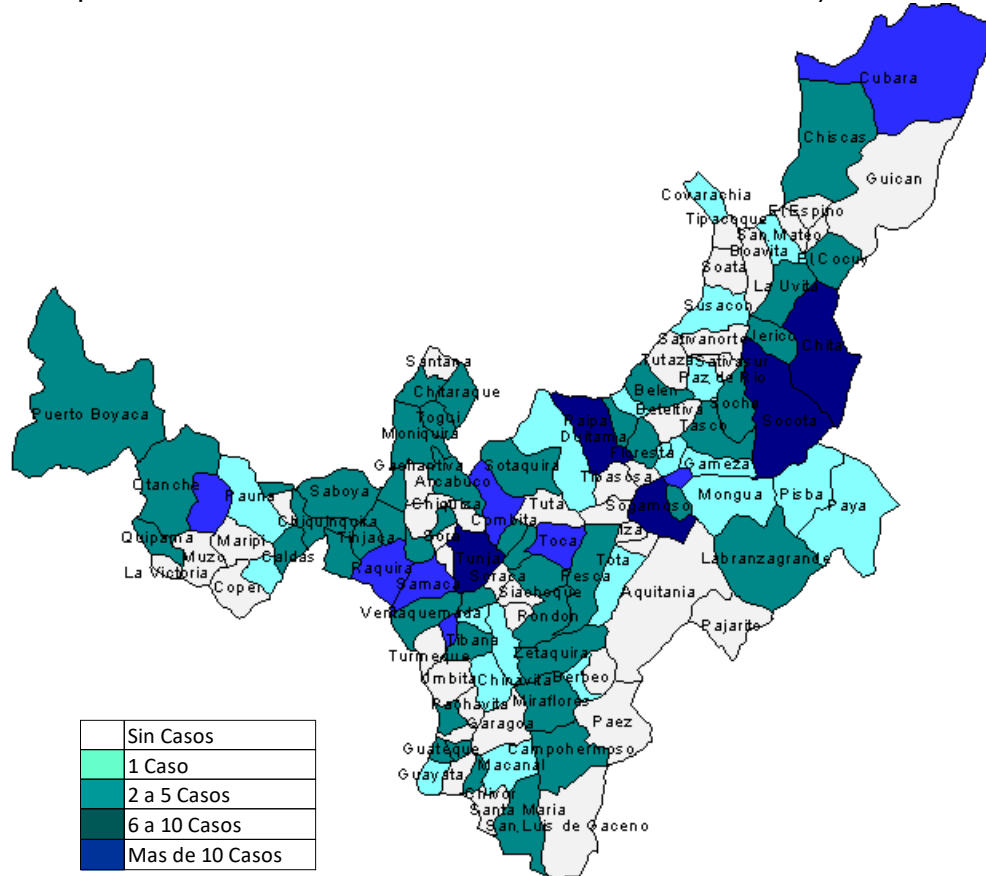 Cubara
Chiscas
Guican
Covarachia
El Espino
Tipacoque
San Mateo
Boavita
El Cocuy
Soata
La Uvita
Susacon
Sativanorte
Jerico
Chita
Santana
Tutaza
Sativasur
Paz de Rio
Chitaraque
Belen
Puerto Boyaca
Beteitiva
Socha
Socota
Togui
Paipa
Tasco
Moniquira
Duitama
Floresta
Gachantiva
Sotaquira
Gameza
Otanche
Pauna
Saboya
Arcabuco
Tibasosa
Mongua
Pisba
Paya
Chiquiza
Tuta
Sogamoso
Chiquinquira
Combita
Iza
Quipama
Maripi
Tinjaca
Sora
Toca
Muzo
Caldas
Tunja
Tota
Labranzagrande
La Victoria
Raquira
Soraca
Pesca
Coper
Samaca
Siachoque
Aquitania
Ventaquemada
Rondon
Pajarito
Tibana
Turmeque
Zetaquira
Umbita
Chinavita
Berbeo
Pachavita
Miraflores
Garagoa
Paez
Guateque
Campohermoso
Guayata
Macanal
Chivor
Santa Maria
San Luis de Gaceno
Sin Casos
1 Caso
2 a 5 Casos
6 a 10 Casos
Mas de 10 Casos